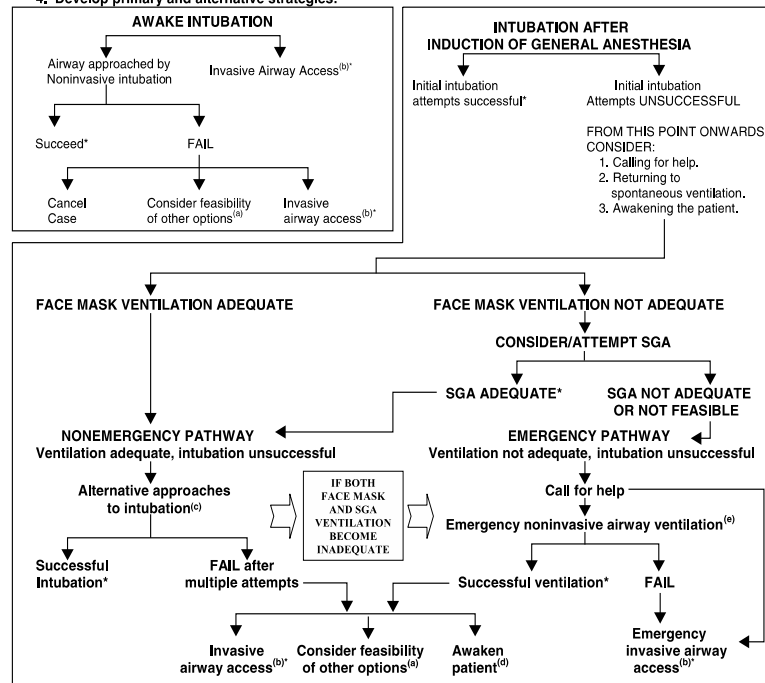 4. Develop primary and alternative strategies:
AWAKE INTUBATION
Airway approached by
Noninvasive intubation
Invasive Airway Access(b)*
Succeed*
FAIL
Cancel
Case
Consider feasibility
of other options(a)
Invasive
airway access(b)*
INTUBATION AFTER
INDUCTION OF GENERAL ANESTHESIA
Initial intubation
attempts successful*
Initial intubation
Attempts UNSUCCESSFUL
FROM THIS POINT ONWARDS
CONSIDER:
1. Calling for help.
2. Returning to
spontaneous ventilation.
3. Awakening the patient.
FACE MASK VENTILATION ADEQUATE
FACE MASK VENTILATION NOT ADEQUATE
CONSIDER/ATTEMPT SGA
SGA ADEQUATE*
SGA NOT ADEQUATE
OR NOT FEASIBLE
NONEMERGENCY PATHWAY
Ventilation adequate, intubation unsuccessful
EMERGENCY PATHWAY
Ventilation not adequate, intubation unsuccessful
Alternative approaches
to intubation(c)
IF BOTH
FACE MASK
AND SGA
VENTILATION
BECOME
INADEQUATE
Call for help
Emergency noninvasive airway ventilation(e)
Successful
Intubation*
FAIL after
multiple attempts
Successful ventilation*
FAIL
Invasive
airway access(b)*
Consider feasibility
of other options(a)
Awaken
patient(d)
Emergency
invasive airway
access(b)*